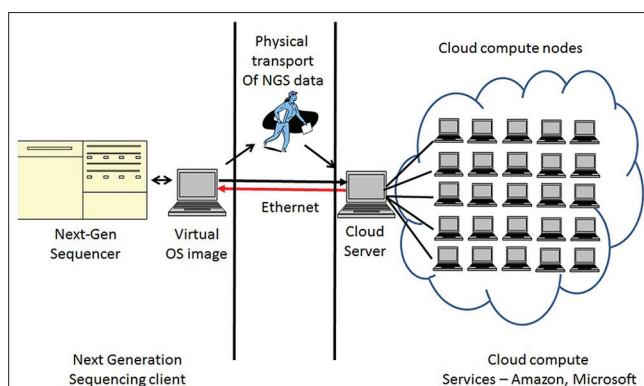 Physical
transport
Of NGS data
Cloud compute nodes
Ethernet
Next-Gen
Sequencer
Virtual
OS image
Cloud
Server
Next Generation
Sequencing client
Cloud compute
Services – Amazon, Microsoft